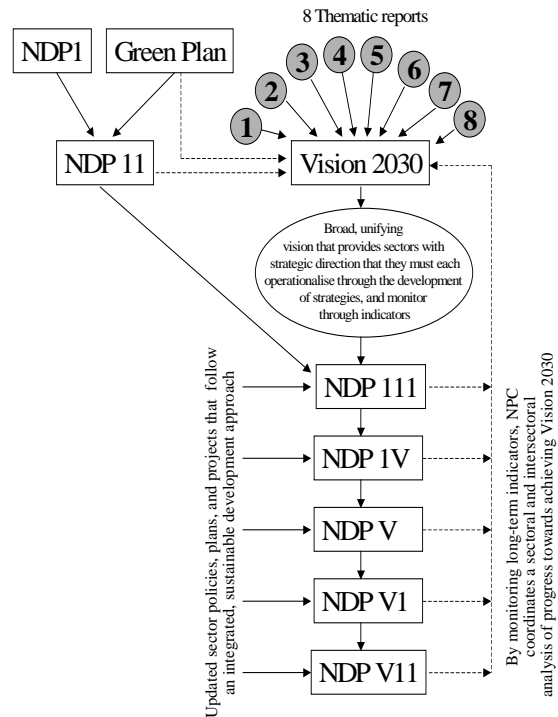 8 Thematic reports
NDP1
Green Plan
1
2
3
4
5
6
7
8
NDP 11
Vision 2030
Broad, unifying
vision that provides sectors with
strategic direction that they must each
operationalise through the development
of strategies, and monitor
through indicators
NDP 111
NDP 1V
NDP V
NDP V1
NDP V11
Updated sector policies, plans, and projects that follow
an integrated, sustainable development approach
By monitoring long-term indicators, NPC
coordinates a sectoral and intersectoral
analysis of progress towards achieving Vision 2030